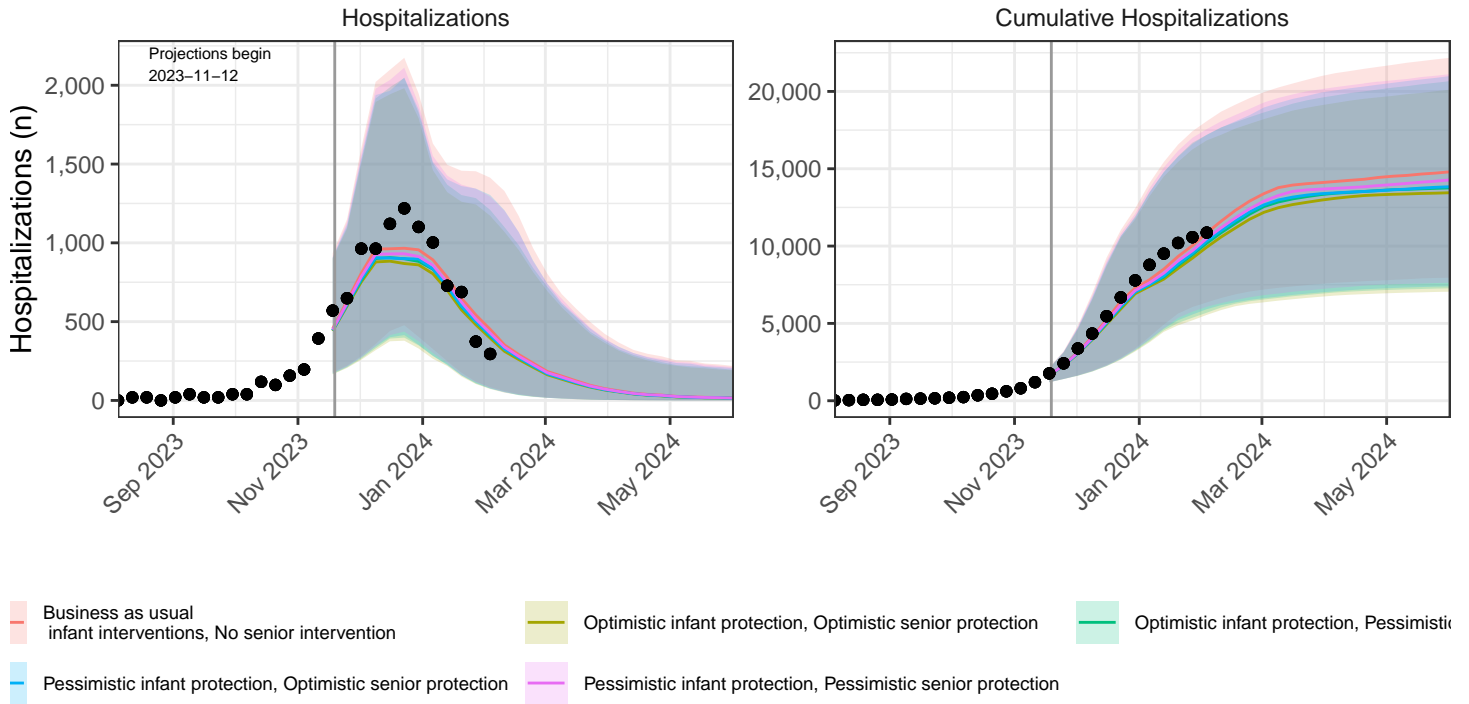 Hospitalizations
Cumulative Hospitalizations
Projections begin
2023−11−12
Hospitalizations (n)
2,000
1,500
1,000
500
0
Sep 2023
Nov 2023
Jan 2024
Mar 2024
May 2024
20,000
15,000
10,000
5,000
0
Sep 2023
Nov 2023
Jan 2024
Mar 2024
May 2024
Business as usual
infant interventions, No senior intervention
Optimistic infant protection, Optimistic senior protection
Optimistic infant protection, Pessimistic
Pessimistic infant protection, Optimistic senior protection
Pessimistic infant protection, Pessimistic senior protection